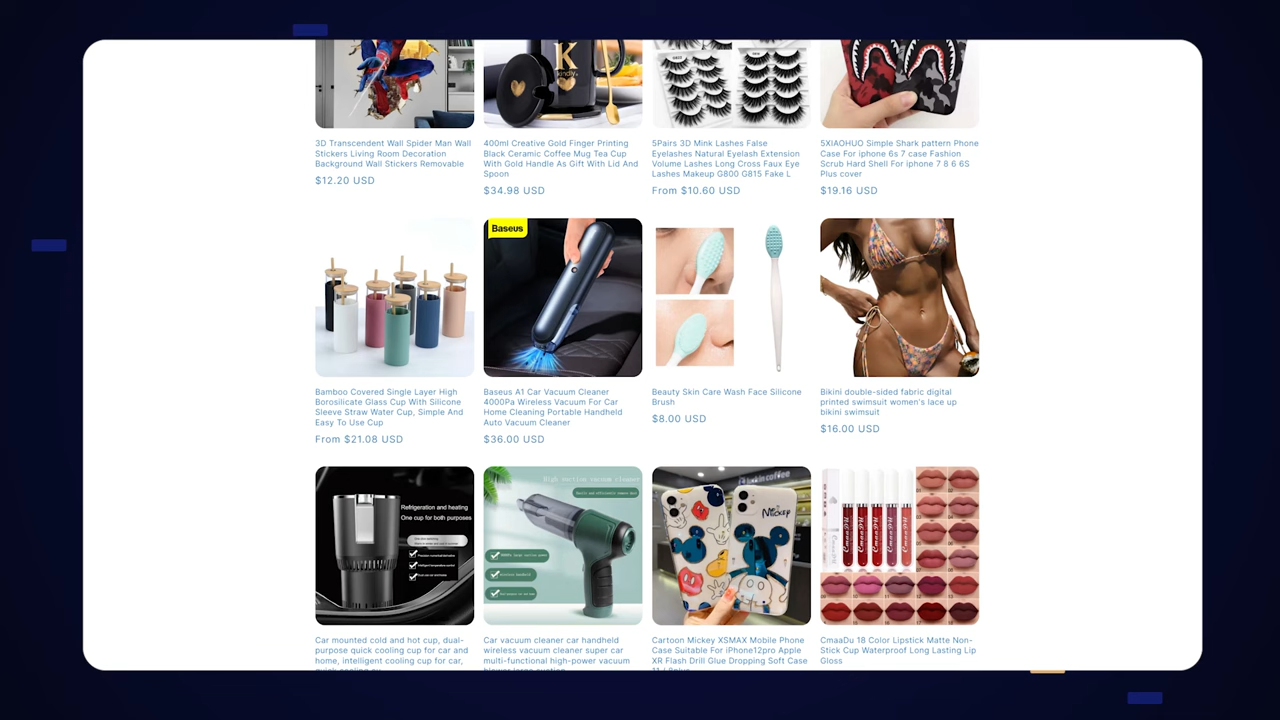 K
kindly
3D Transcendent Wall Spider Man Wall
Stickers Living Room Decoration
Background Wall Stickers Removable
$12.20 USD
400ml Creative Gold Finger Printing
Black Ceramic Coffee Mug Tea Cup
With Gold Handle As Gift With Lid And
Spoon
$34.98 USD
5Pairs 3D Mink Lashes False
Eyelashes Natural Eyelash Extension
Volume Lashes Long Cross Faux Eye
Lashes Makeup G800 G815 Fake L
From $10.60 USD
5XIAOHUO Simple Shark pattern Phone
Case For iphone 6s 7 case Fashion
Scrub Hard Shell For iphone 7 8 6 6S
Plus cover
$19.16 USD
Baseus
Bamboo Covered Single Layer High
Borosilicate Glass Cup With Silicone
Sleeve Straw Water Cup, Simple And
Easy To Use Cup
From $21.08 USD
Baseus A1 Car Vacuum Cleaner
4000Pa Wireless Vacuum For Car
Home Cleaning Portable Handheld
Auto Vacuum Cleaner
$36.00 USD
Beauty Skin Care Wash Face Silicone
Brush
$8.00 USD
Bikini double-sided fabric digital
printed swimsuit women's lace up
bikini swimsuit
$16.00 USD
Refrigeration and heating
One cup for both purposes
High suction vacuum cleaner
Mickey
Car mounted cold and hot cup, dual-
purpose quick cooling cup for car and
home, intelligent cooling cup for car,
Car vacuum cleaner car handheld
wireless vacuum cleaner super car
multi-functional high-power vacuum
Cartoon Mickey XSMAX Mobile Phone
Case Suitable For iPhone12pro Apple
XR Flash Drill Glue Dropping Soft Case
CmaaDu 18 Color Lipstick Matte Non-
Stick Cup Waterproof Long Lasting Lip
Gloss